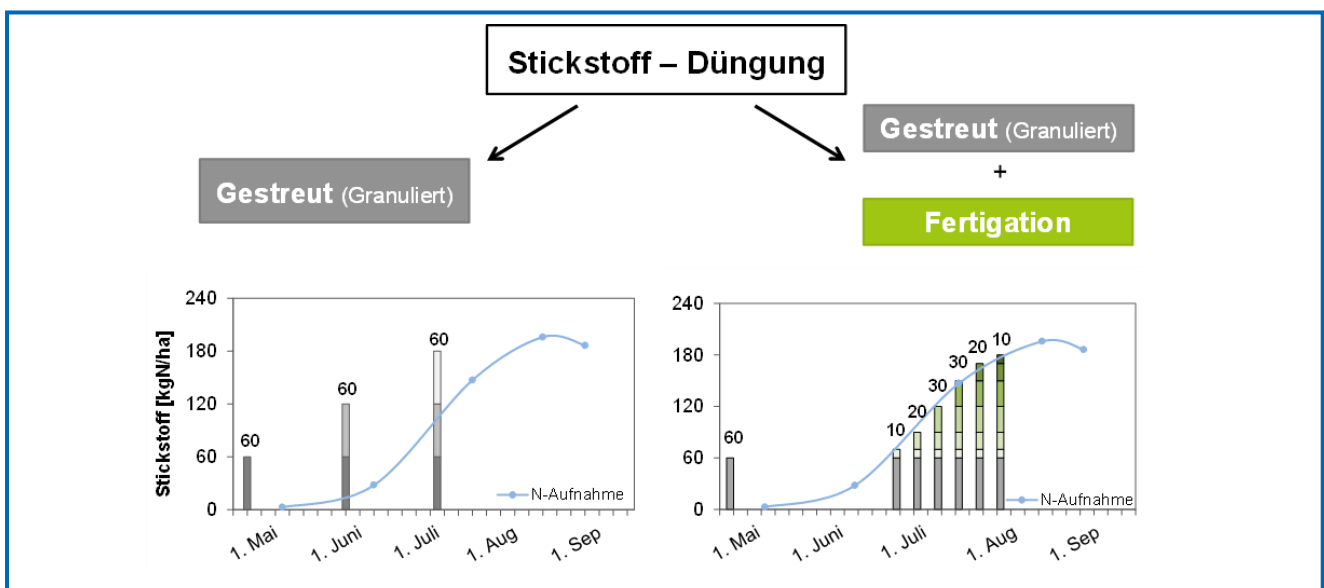 Stickstoff – Düngung
Gestreut (Granuliert)
Gestreut (Granuliert)
+
Fertigation
Stickstoff [kgN/ha]
240
180
120
60
0
60
60
60
N-Aufnahme
1. Mai
1. Juni
1. Juli
1. Aug
1. Sep
240
180
120
60
0
60
10
20
30
30
20
10
N-Aufnahme
1. Mai
1. Juni
1. Juli
1. Aug
1. Sep